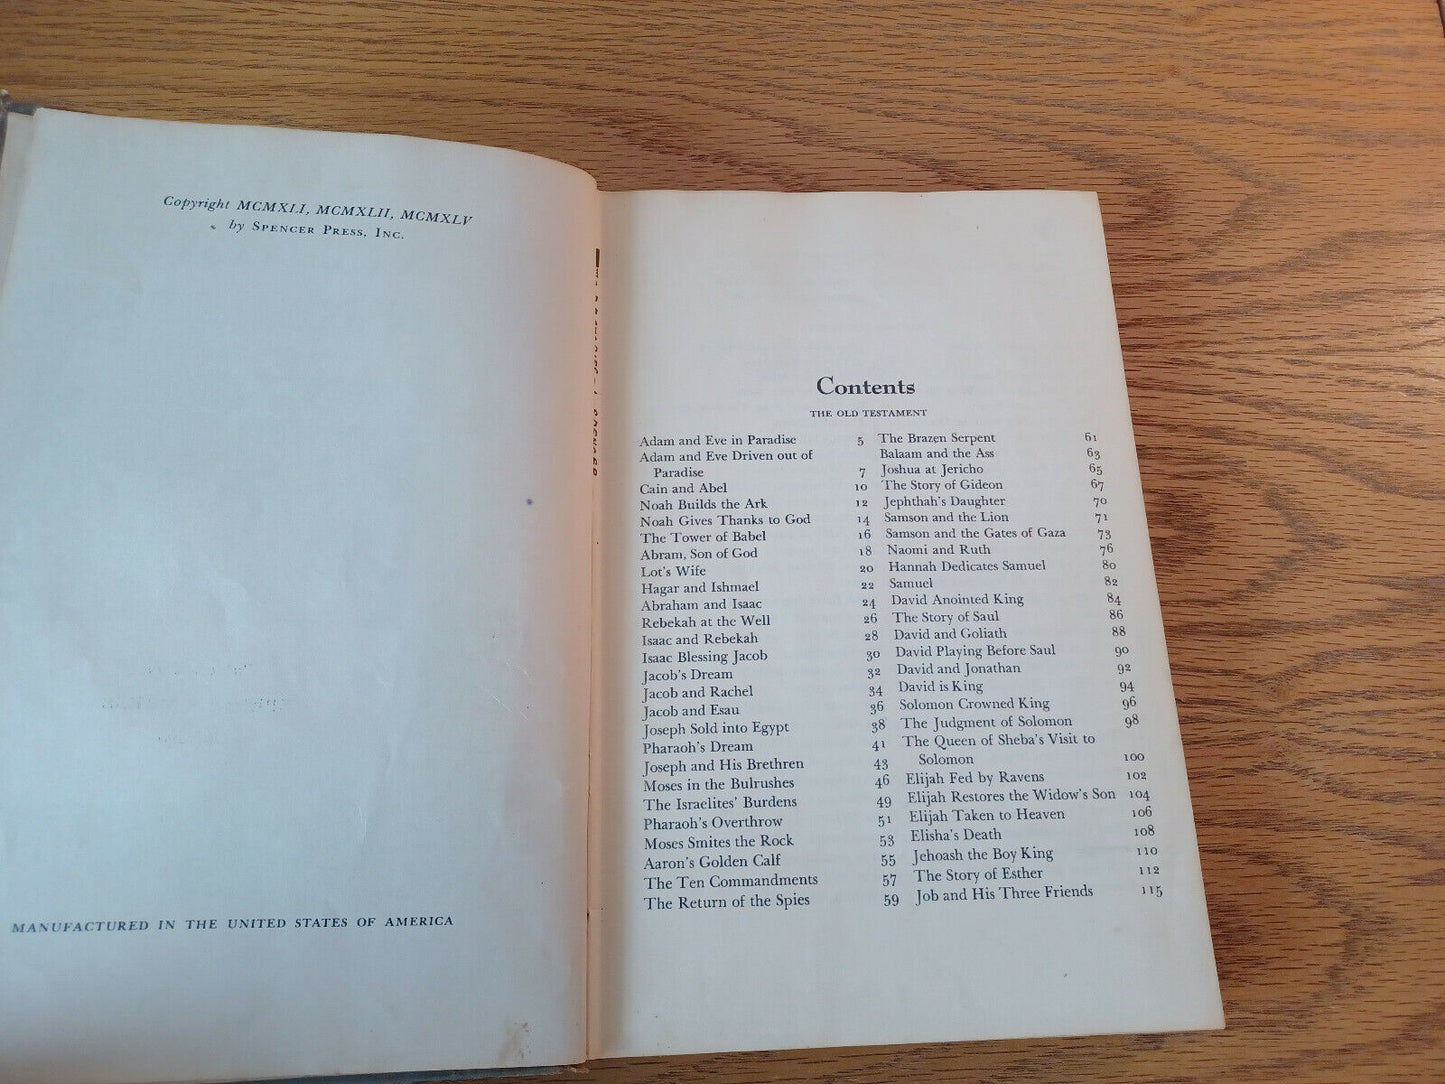 Copyright MCMXLI, MCMXLII, MCMXLV
by SPENCER PRESS, INC.
MANUFACTURED IN THE UNITED STATES OF AMERICA
Contents
THE OLD TESTAMENT
Adam and Eve in Paradise 5
Adam and Eve Driven out of
Paradise 7
Cain and Abel 10
Noah Builds the Ark 12
Noah Gives Thanks to God 14
The Tower of Babel 16
Abram, Son of God 18
Lot's Wife 20
Hagar and Ishmael 22
Abraham and Isaac 24
Rebekah at the Well 26
Isaac and Rebekah 28
Isaac Blessing Jacob 30
Jacob's Dream 32
Jacob and Rachel 34
Jacob and Esau 36
Joseph Sold into Egypt 38
Pharaoh's Dream 41
Joseph and His Brethren 43
Moses in the Bulrushes 46
The Israelites' Burdens 49
Pharaoh's Overthrow 51
Moses Smites the Rock 53
Aaron's Golden Calf 55
The Ten Commandments 57
The Return of the Spies 59
The Brazen Serpent 61
Balaam and the Ass 63
Joshua at Jericho 65
The Story of Gideon 67
Jephthah's Daughter 70
Samson and the Lion 71
Samson and the Gates of Gaza 73
Naomi and Ruth 76
Hannah Dedicates Samuel 80
Samuel 82
David Anointed King 84
The Story of Saul 86
David and Goliath 88
David Playing Before Saul 90
David and Jonathan 92
David is King 94
Solomon Crowned King 96
The Judgment of Solomon 98
The Queen of Sheba's Visit to
Solomon 100
Elijah Fed by Ravens 102
Elijah Restores the Widow's Son 104
Elijah Taken to Heaven 106
Elisha's Death 108
Jehoash the Boy King 110
The Story of Esther 112
Job and His Three Friends 115